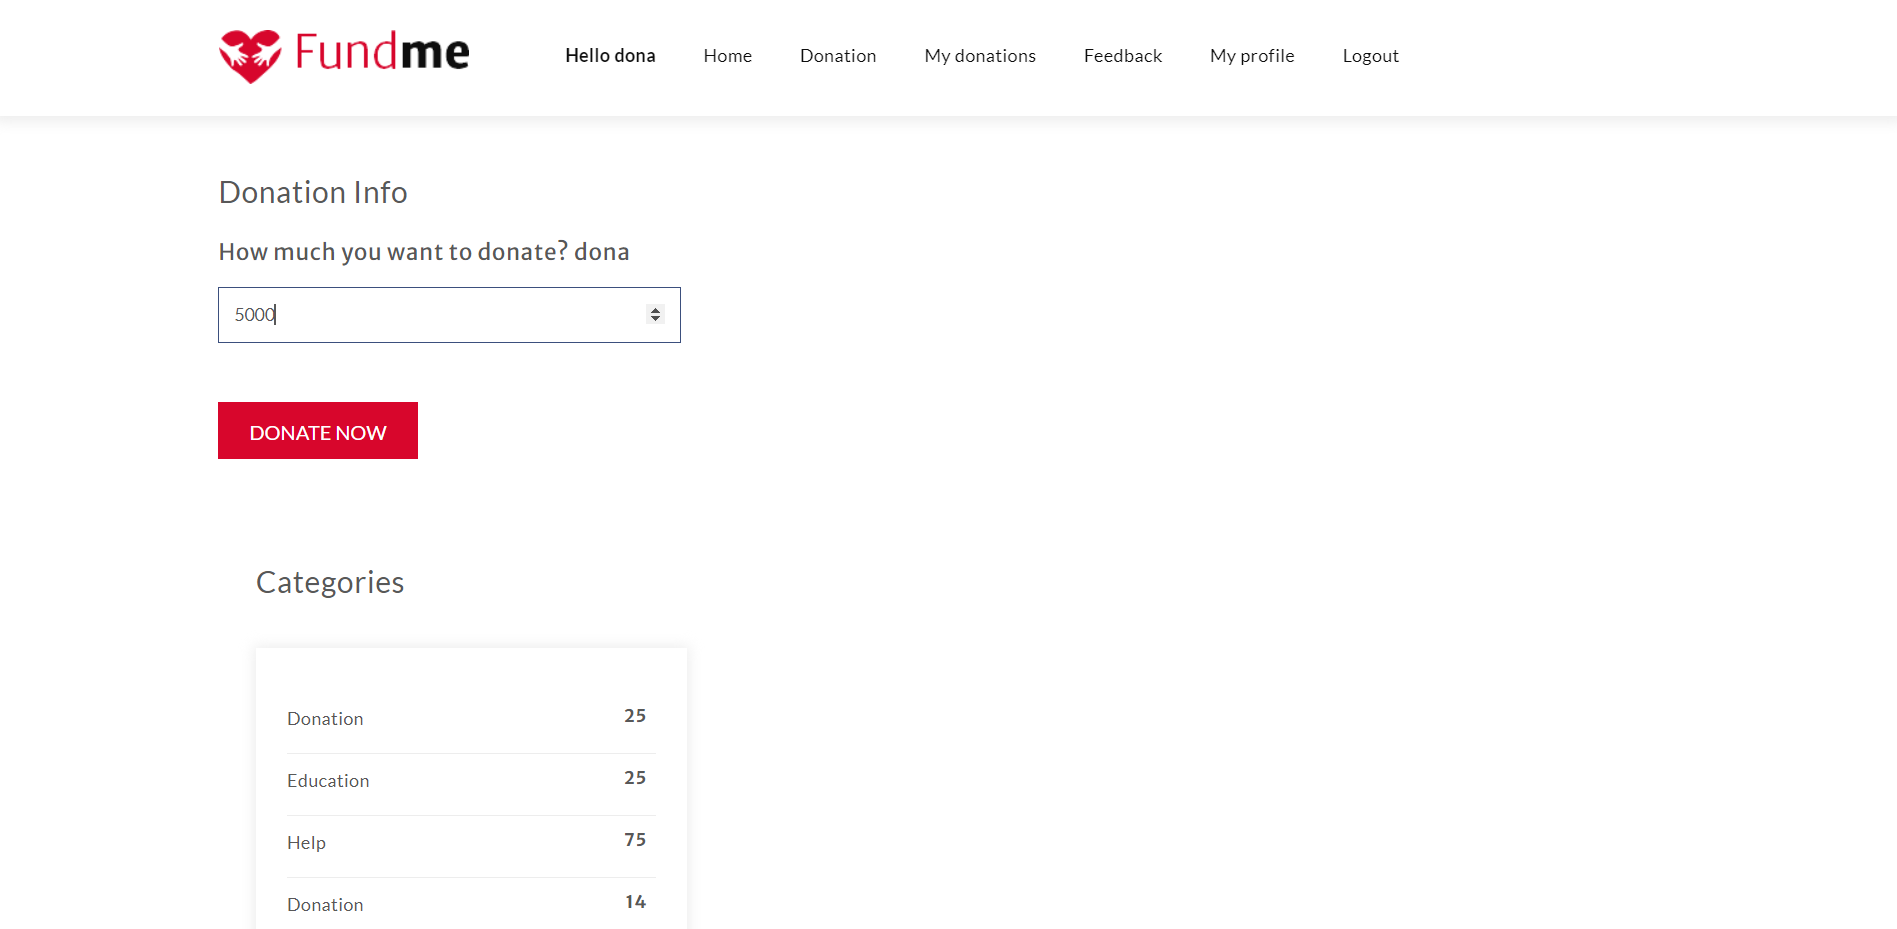 Fundme
Hello dona Home Donation My donations Feedback My profile Logout
Donation Info
How much you want to donate? dona
5000
DONATE NOW
Categories
Donation 25
Education 25
Help 75
Donation 14